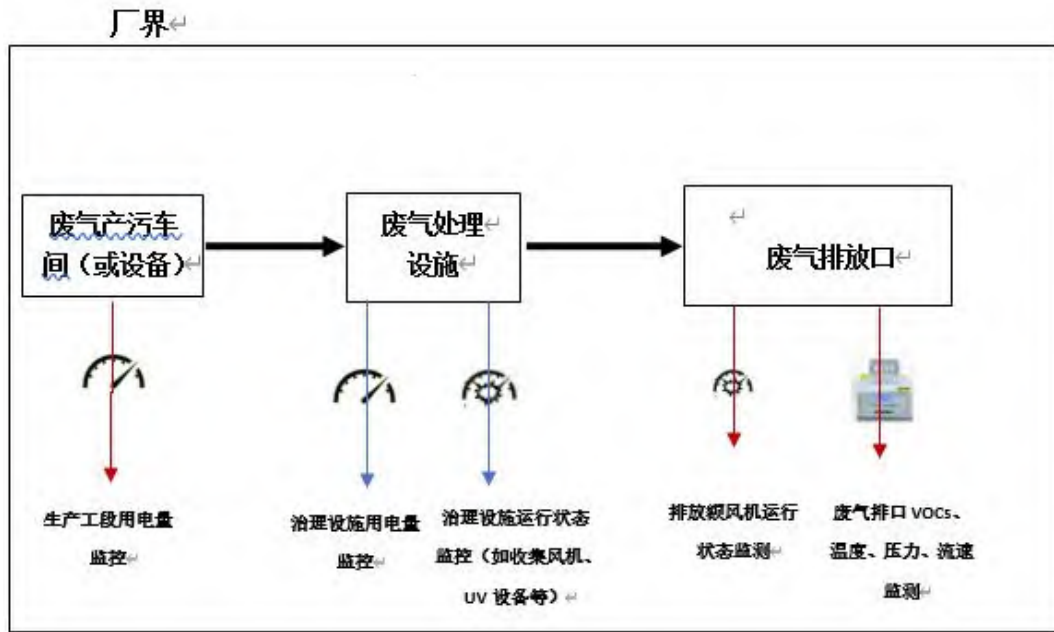 厂界
废气产污车
间（或设备）
废气处理
设施
废气排放口
生产工段用电量
监控
治理设施用电量
监控
治理设施运行状态
监控（如收集风机、
UV 设备等）
排放额风机运行
状态监测
废气排口 VOCs、
温度、压力、流速
监测